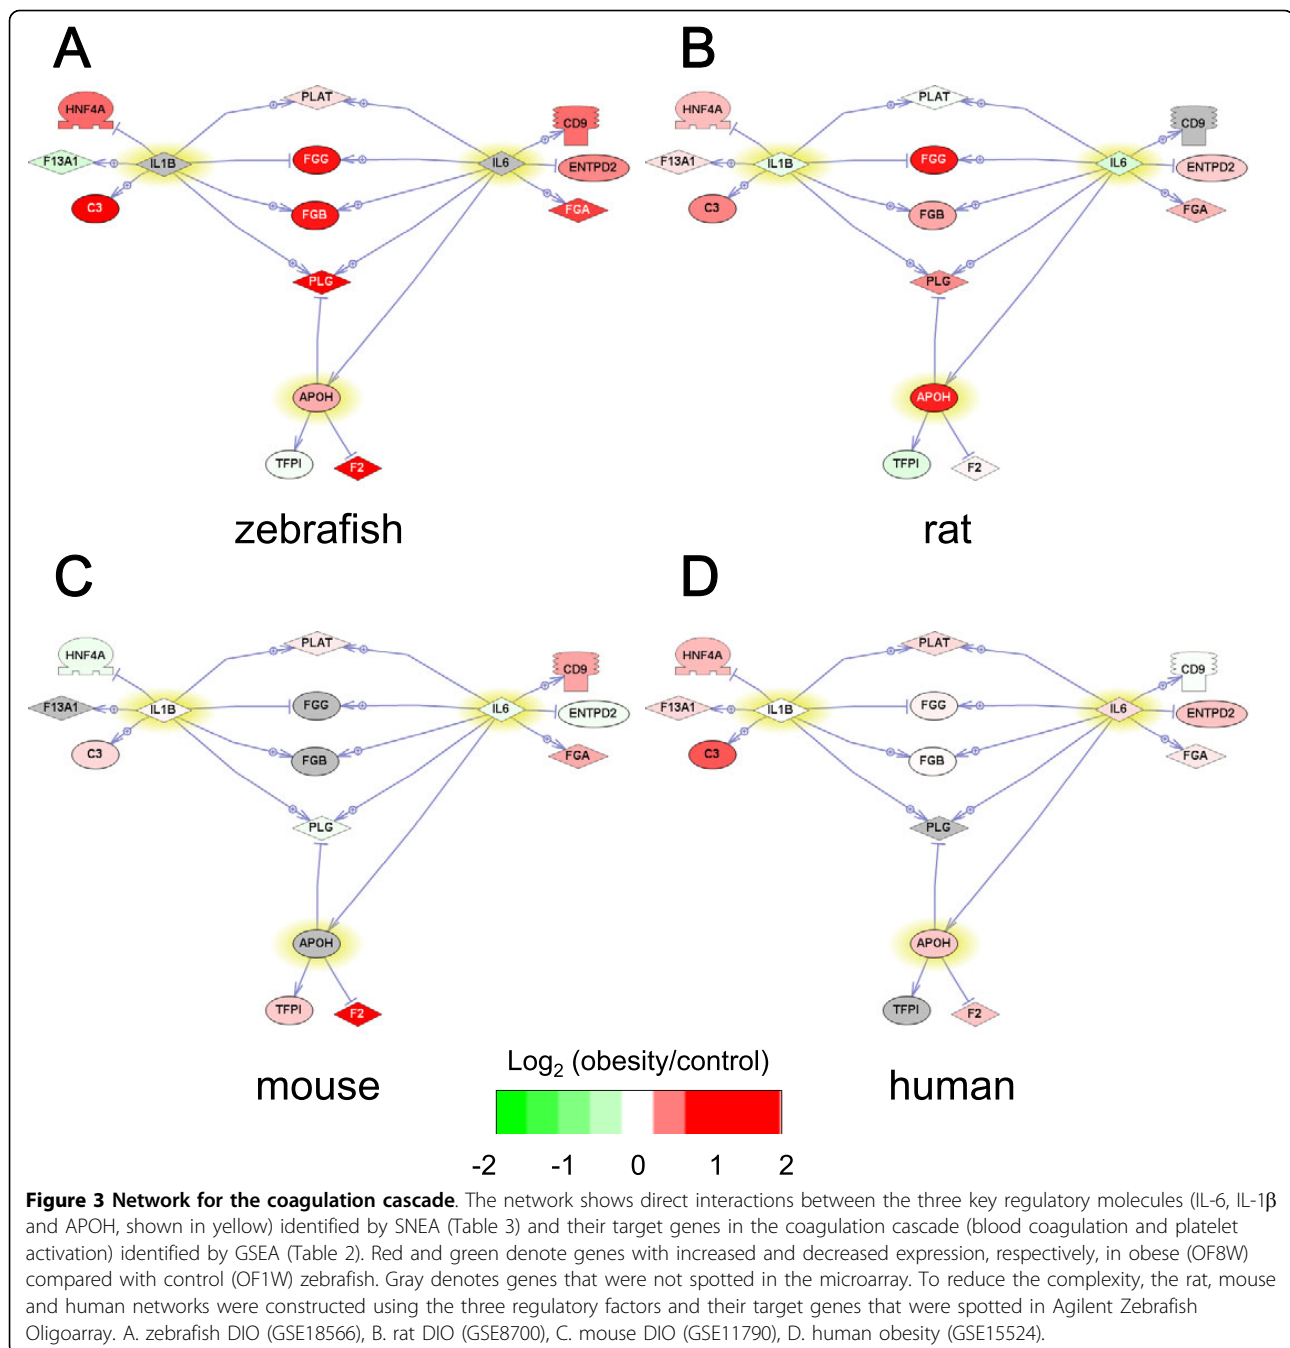 A
HNF4A
PLAT
CD9
F13A1
IL1B
FGG
IL6
ENTPD2
C3
FGB
FGA
PLG
APOH
TFPI
F2
zebrafish
B
HNF4A
PLAT
CD9
F13A1
IL1B
FGG
IL6
ENTPD2
C3
FGB
FGA
PLG
APOH
TFPI
F2
rat
C
HNF4A
PLAT
CD9
F13A1
IL1B
FGG
IL6
ENTPD2
C3
FGB
FGA
PLG
APOH
TFPI
F2
mouse
D
HNF4A
PLAT
CD9
F13A1
IL1B
FGG
IL6
ENTPD2
C3
FGB
FGA
PLG
APOH
TFPI
F2
human
Log2 (obesity/control)
-2 -1 0 1 2
Figure 3 Network for the coagulation cascade. The network shows direct interactions between the three key regulatory molecules (IL-6, IL-1β
and APOH, shown in yellow) identified by SNEA (Table 3) and their target genes in the coagulation cascade (blood coagulation and platelet
activation) identified by GSEA (Table 2). Red and green denote genes with increased and decreased expression, respectively, in obese (OF8W)
compared with control (OF1W) zebrafish. Gray denotes genes that were not spotted in the microarray. To reduce the complexity, the rat, mouse
and human networks were constructed using the three regulatory factors and their target genes that were spotted in Agilent Zebrafish
Oligoarray. A. zebrafish DIO (GSE18566), B. rat DIO (GSE8700), C. mouse DIO (GSE11790), D. human obesity (GSE15524).